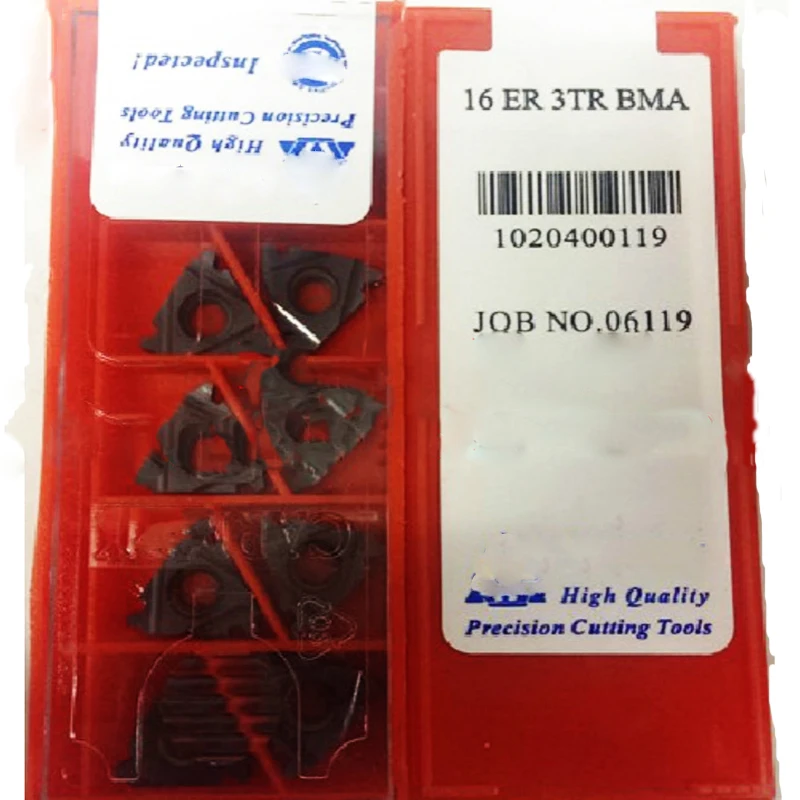 Inspected!
Precision Cutting Tools
High Quality
16 ER 3TR BMA
1020400119
JOB NO.06119
High Quality
Precision Cutting Tools